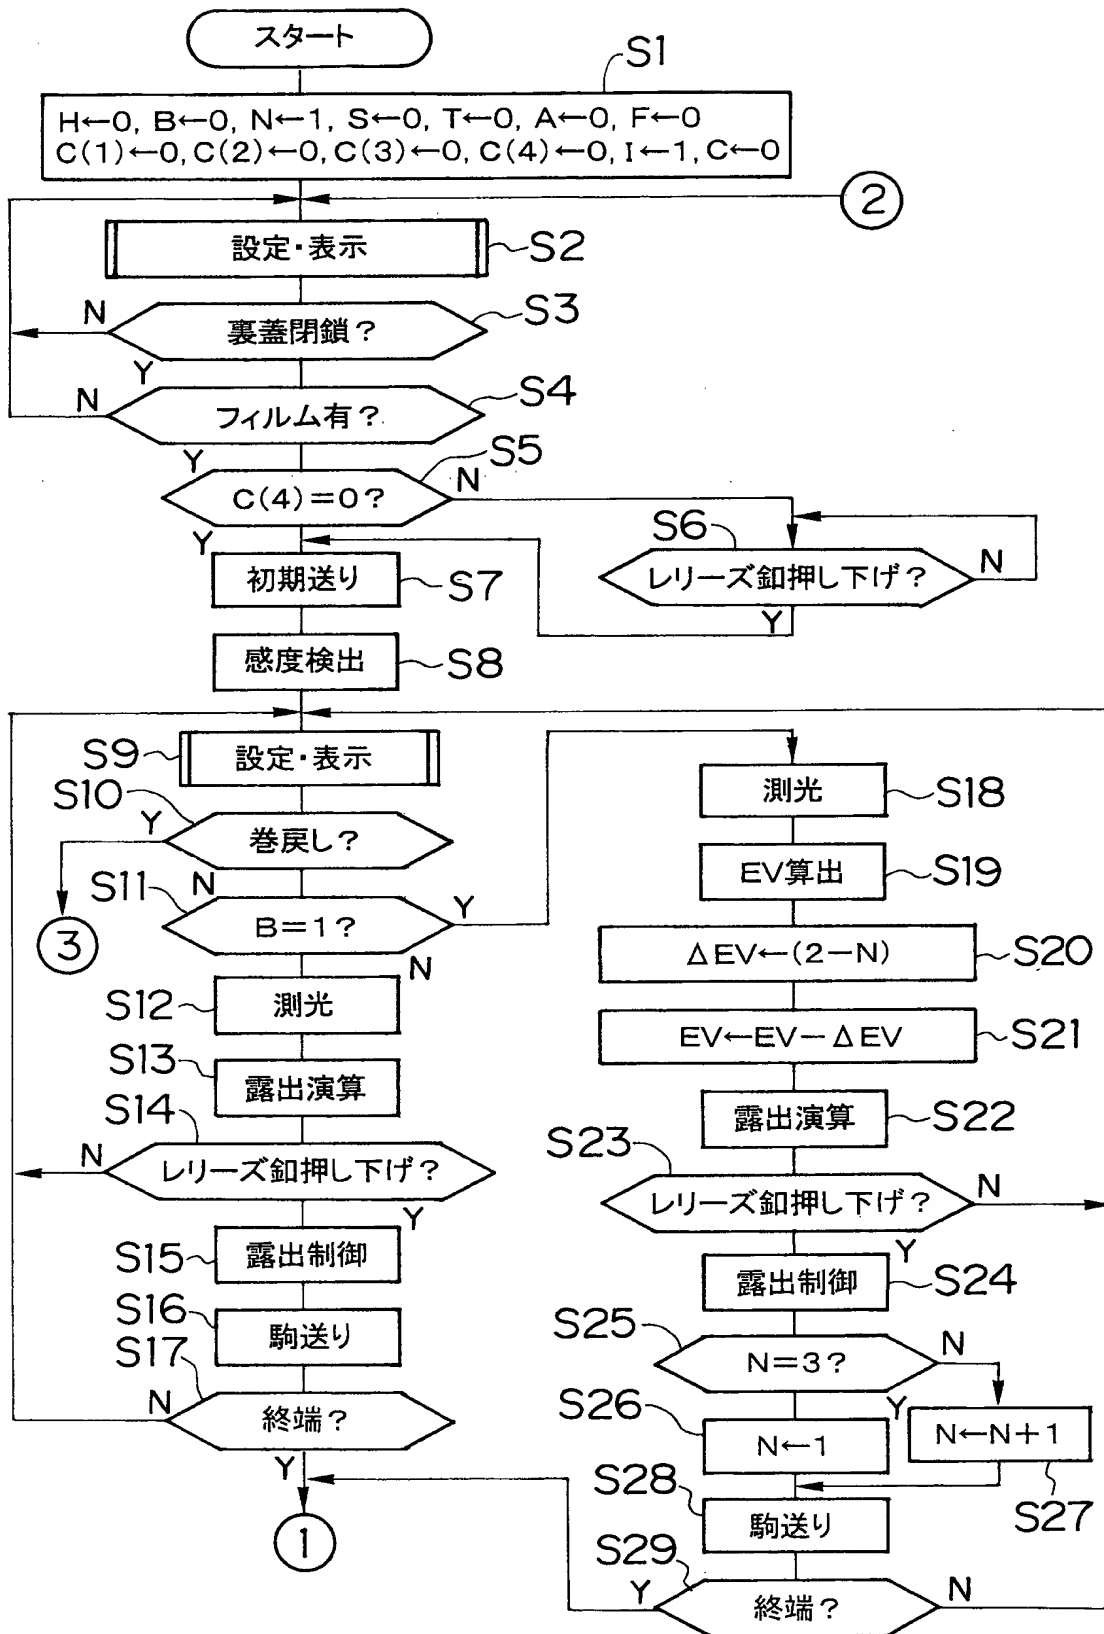 スタート
S1
H←0, B←0, N←1, S←0, T←0, A←0, F←0
C(1)←0, C(2)←0, C(3)←0, C(4)←0, I←1, C←0
②
設定・表示
S2
N
裏蓋閉鎖？
S3
Y
N
フィルム有？
S4
Y
S5
C(4)=0？
N
Y
S6
レリーズ釦押し下げ？
N
Y
初期送り
S7
感度検出
S8
S9
設定・表示
S10
Y
巻戻し？
N
③
S11
B=1？
Y
N
S12
測光
S13
露出演算
S14
N
レリーズ釦押し下げ？
Y
S15
露出制御
S16
駒送り
S17
N
終端？
Y
①
測光
S18
EV算出
S19
ΔEV←(2−N)
S20
EV←EV−ΔEV
S21
露出演算
S22
S23
レリーズ釦押し下げ？
N
Y
露出制御
S24
S25
N=3？
N
Y
S26
N←1
N←N+1
S27
S28
駒送り
S29
Y
終端？
N